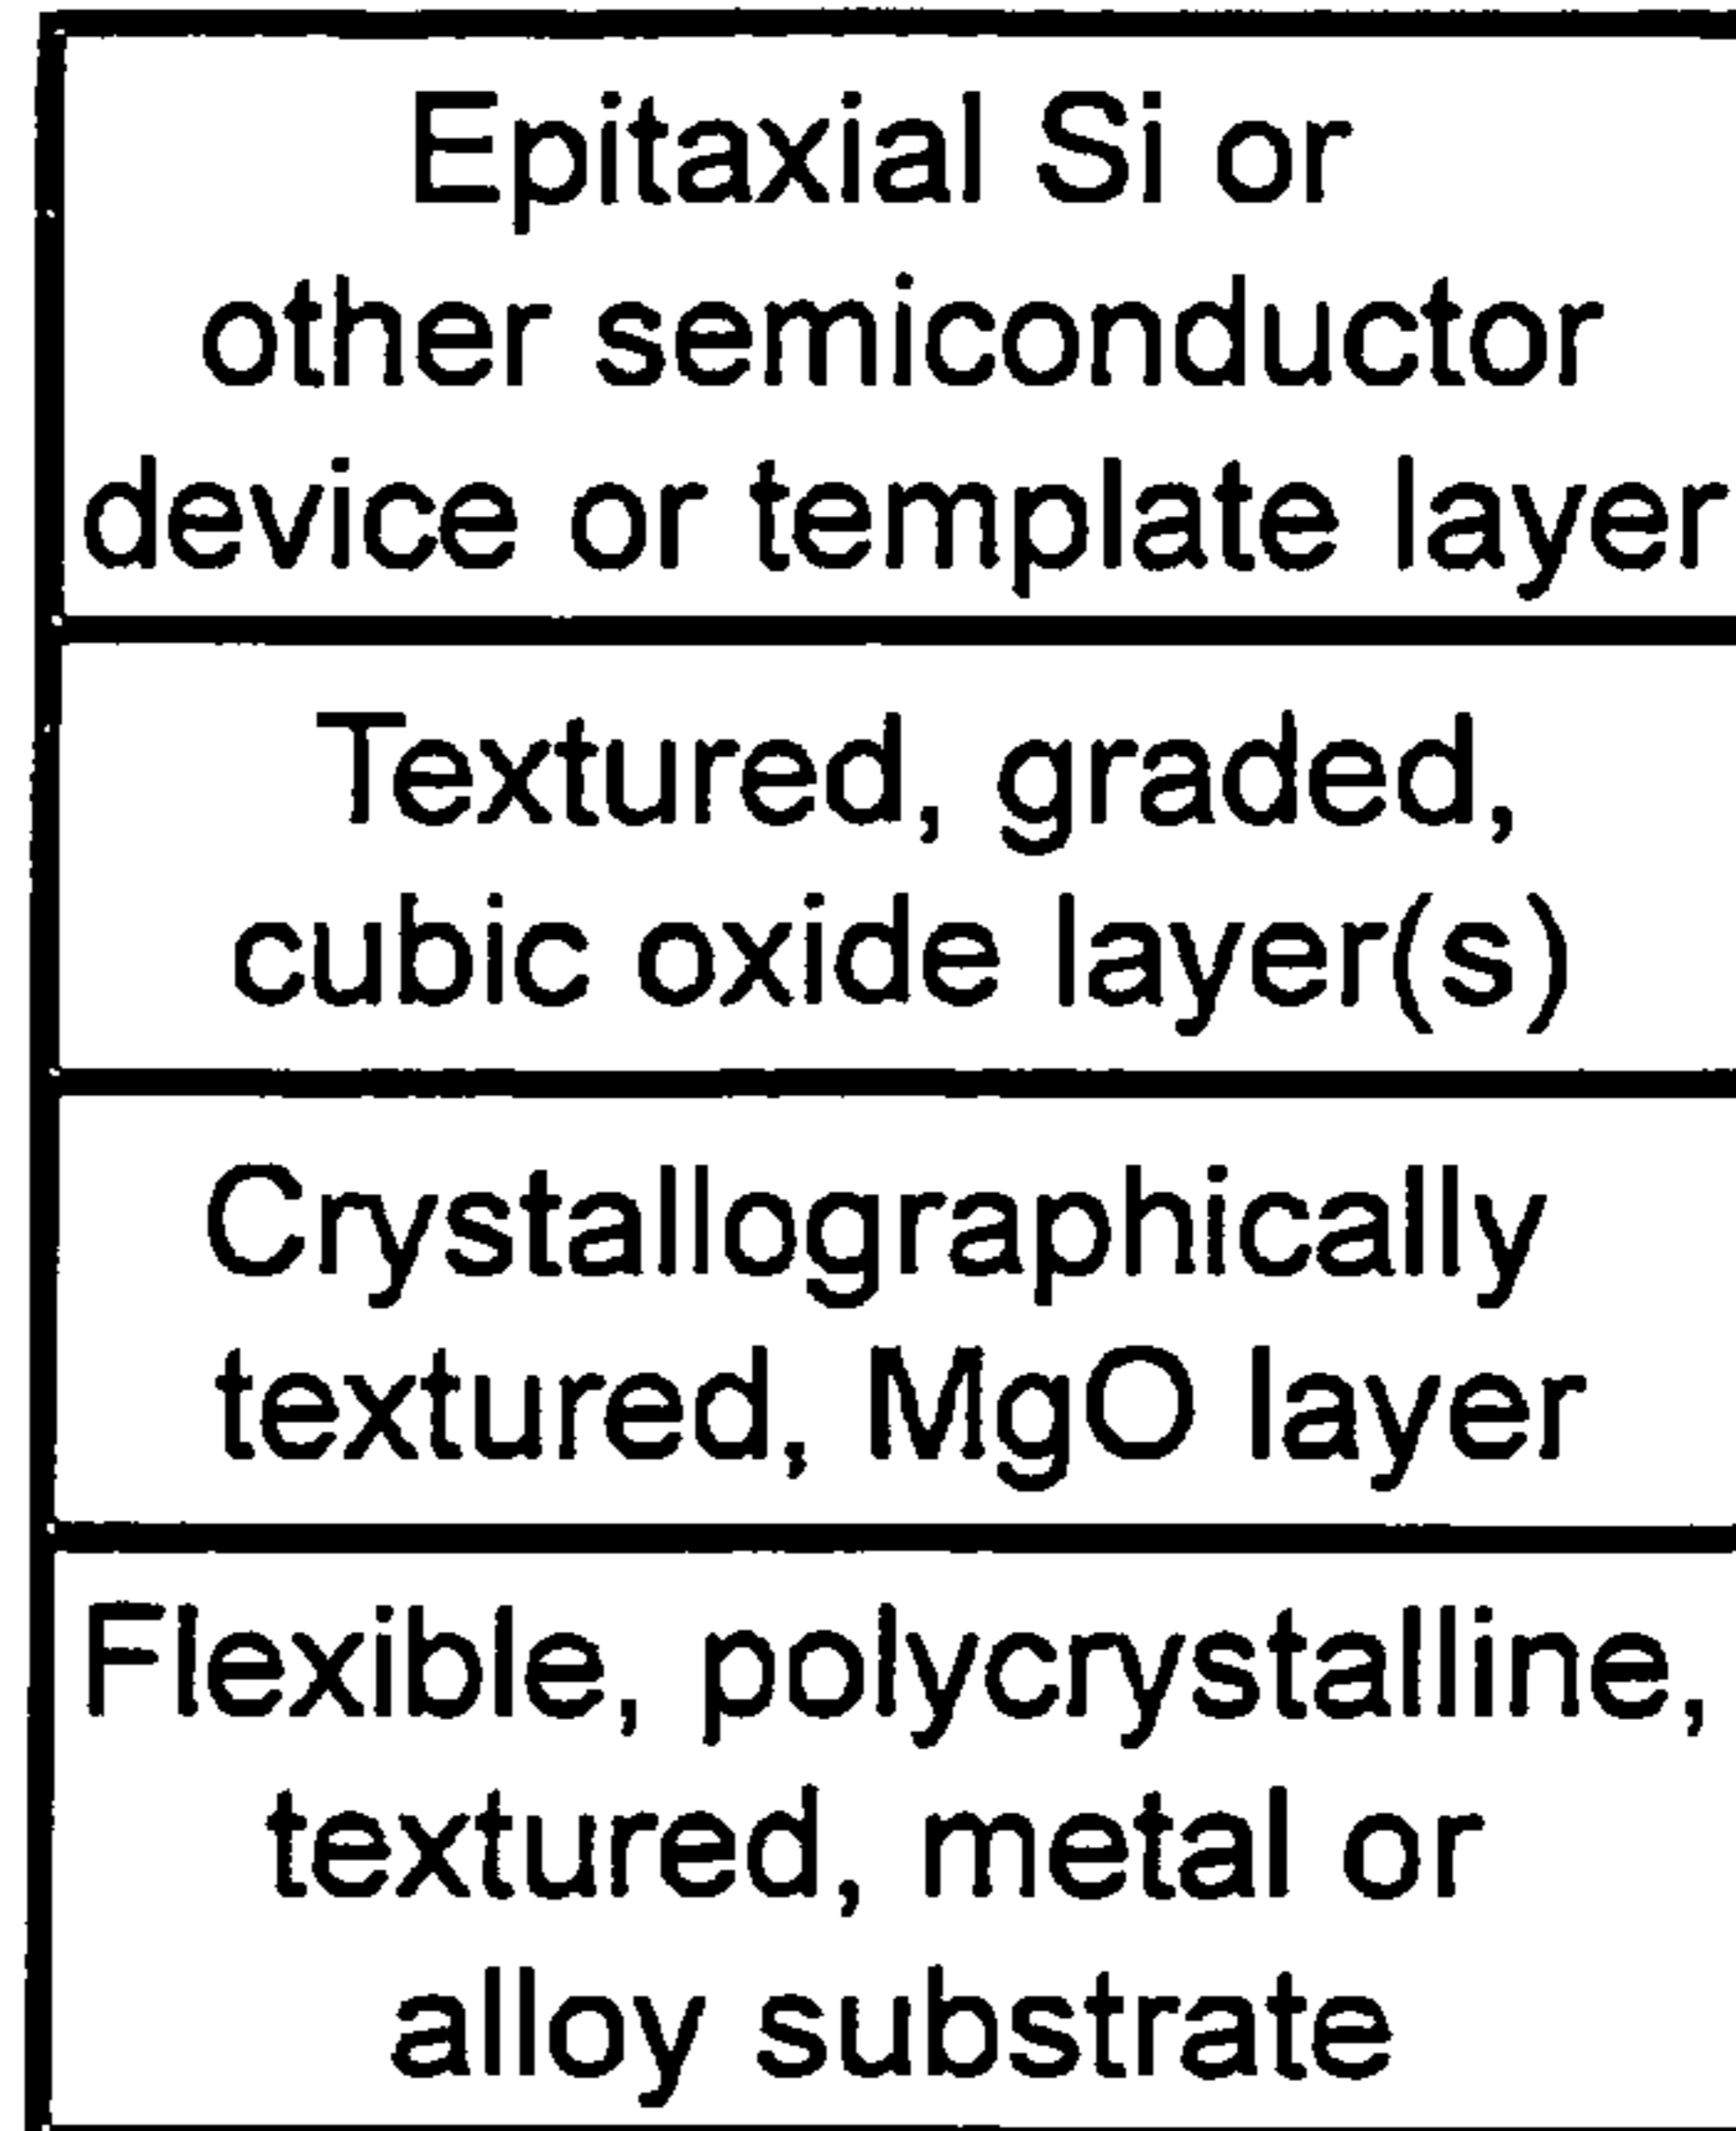 Epitaxial Si or
other semiconductor
device or template layer
Textured, graded,
cubic oxide layer(s)
Crystallographically
textured, MgO layer
Flexible, polycrystalline,
textured, metal or
alloy substrate